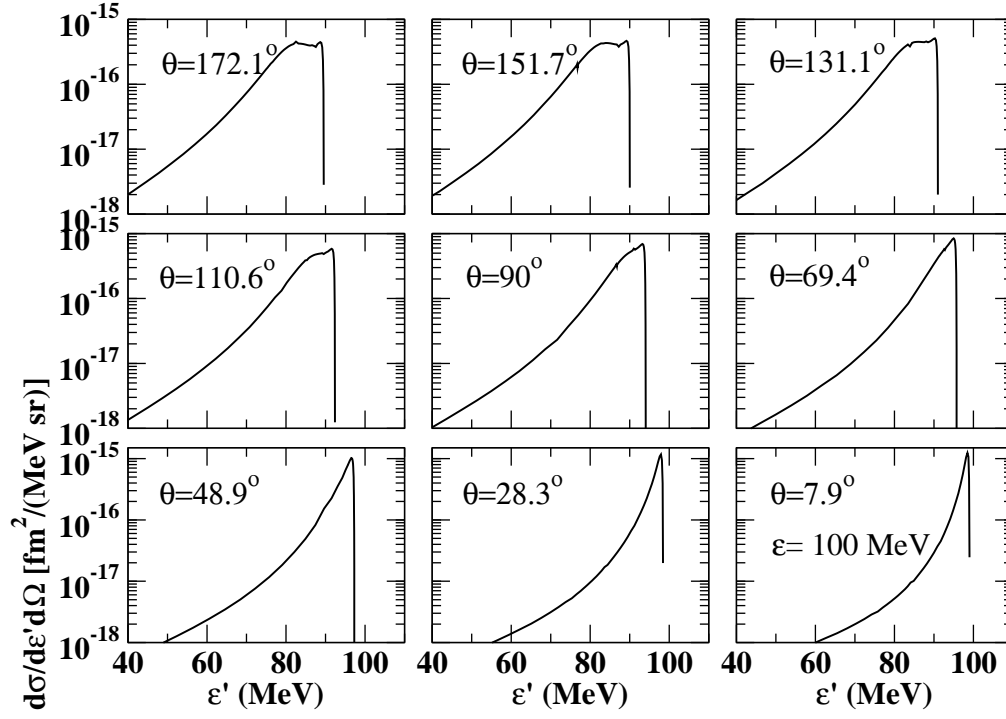 10⁻¹⁵
10⁻¹⁶
10⁻¹⁷
10⁻¹⁸
θ=172.1°
θ=151.7°
θ=131.1°
10⁻¹⁵
10⁻¹⁶
10⁻¹⁷
10⁻¹⁸
θ=110.6°
θ=90°
θ=69.4°
10⁻¹⁵
10⁻¹⁶
10⁻¹⁷
10⁻¹⁸
θ=48.9°
θ=28.3°
θ=7.9°
ε= 100 MeV
40 60 80 100
40 60 80 100
40 60 80 100
ε' (MeV)
ε' (MeV)
ε' (MeV)
dσ/dε'dΩ [fm²/(MeV sr)]